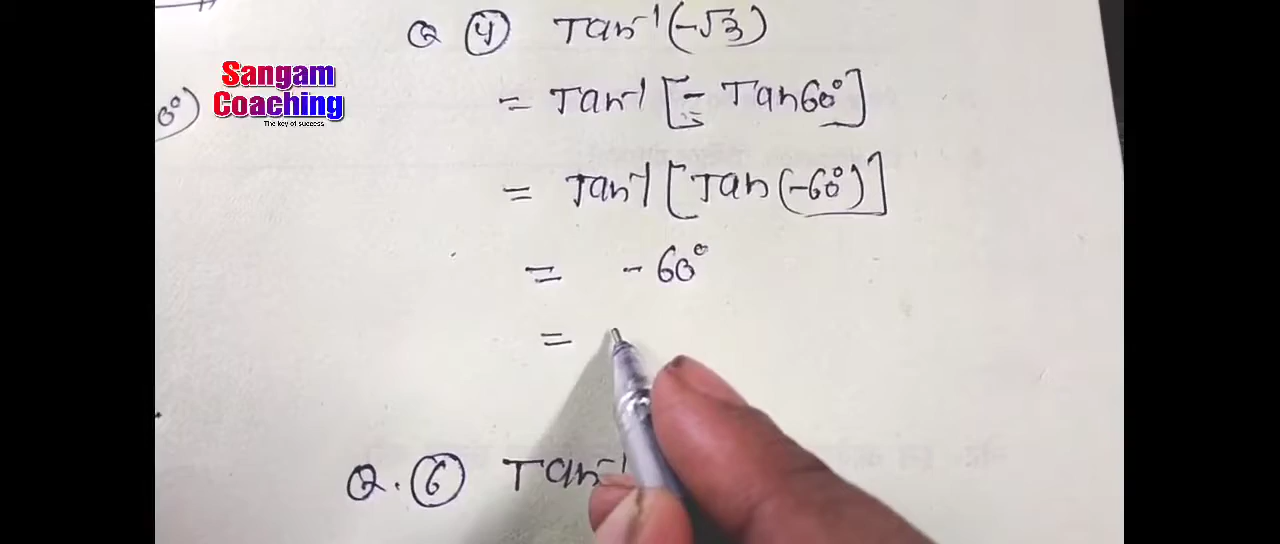 Sangam
Coaching
The key of success
Q ④ Tan⁻¹(-√3)
= Tan⁻¹ [- Tan60°]
= Tan⁻¹ [Tan (-60°)]
= - 60°
=
Q. ⑥ Tan⁻¹